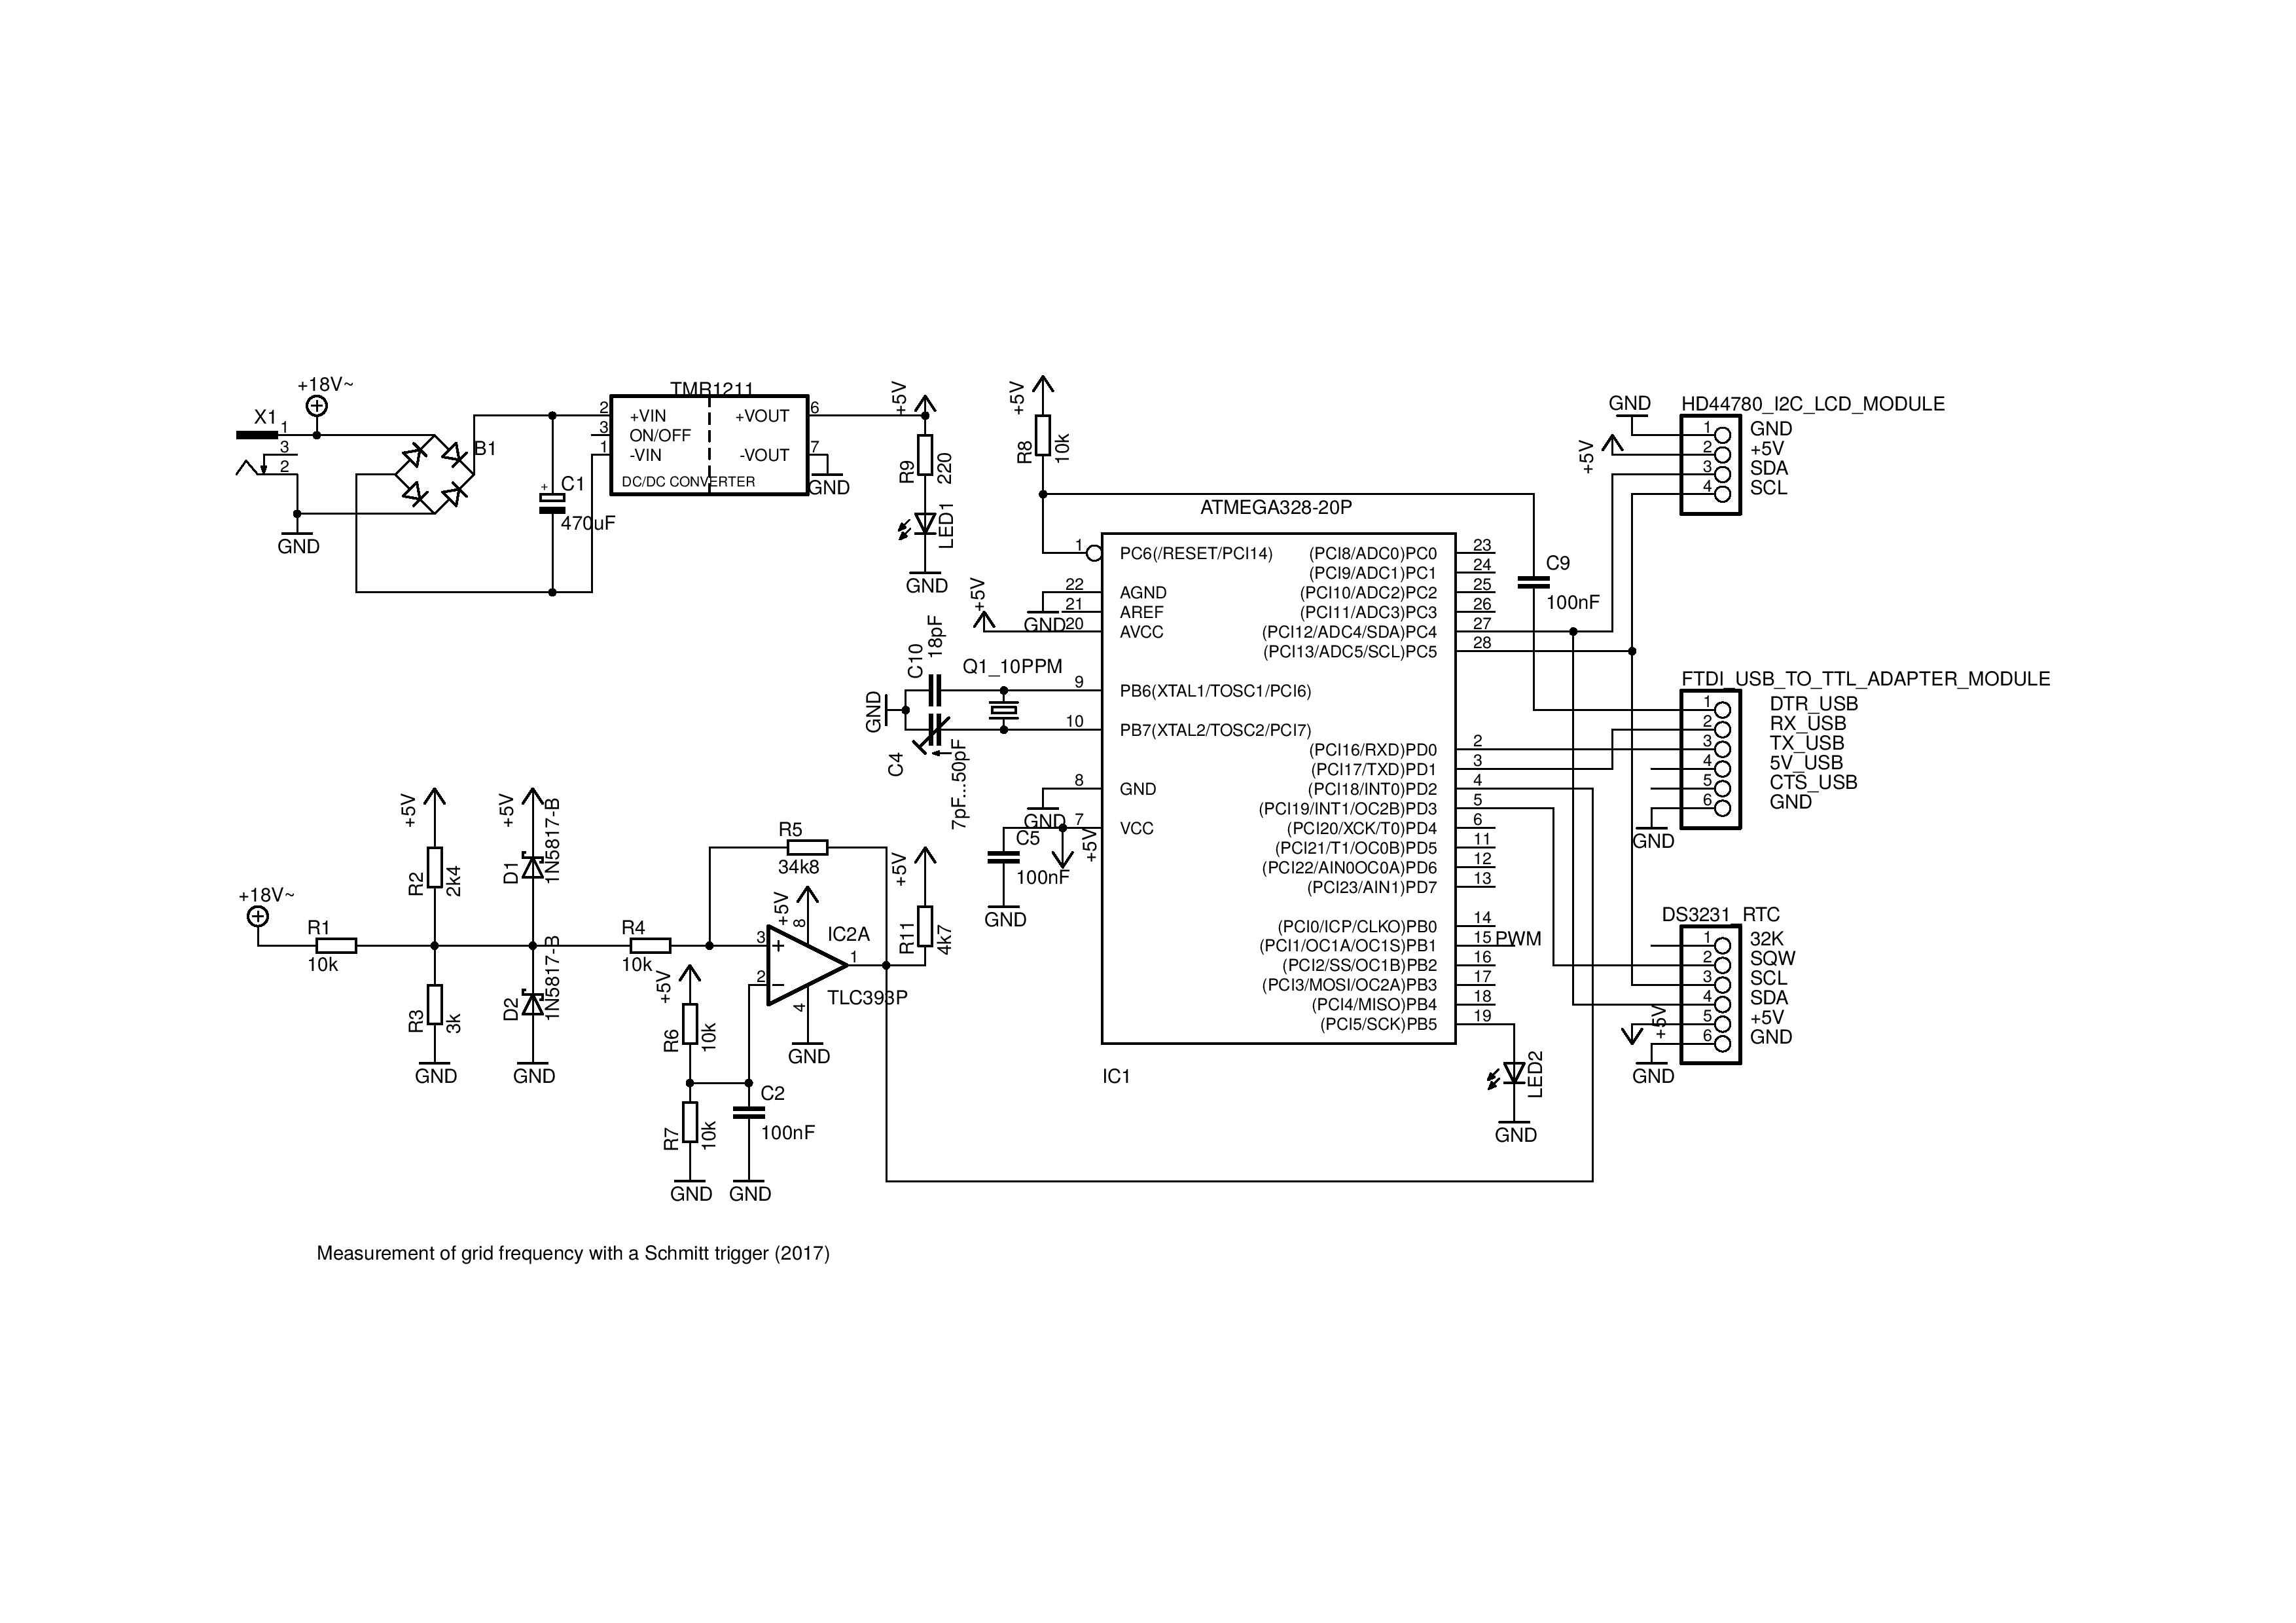 +18V~
X1
1
3
2
GND
B1
+
C1
470uF
TMR1211
2
3
1
+VIN
ON/OFF
-VIN
+VOUT
-VOUT
DC/DC CONVERTER
6
7
GND
+5V
R9
220
LED1
GND
+5V
R8
10k
ATMEGA328-20P
1
22
21
20
9
10
8
7
PC6(/RESET/PCI14)
AGND
AREF
AVCC
PB6(XTAL1/TOSC1/PCI6)
PB7(XTAL2/TOSC2/PCI7)
GND
VCC
(PCI8/ADC0)PC0
(PCI9/ADC1)PC1
(PCI10/ADC2)PC2
(PCI11/ADC3)PC3
(PCI12/ADC4/SDA)PC4
(PCI13/ADC5/SCL)PC5
(PCI16/RXD)PD0
(PCI17/TXD)PD1
(PCI18/INT0)PD2
(PCI19/INT1/OC2B)PD3
(PCI20/XCK/T0)PD4
(PCI21/T1/OC0B)PD5
(PCI22/AIN0OC0A)PD6
(PCI23/AIN1)PD7
(PCI0/ICP/CLKO)PB0
(PCI1/OC1A/OC1S)PB1
(PCI2/SS/OC1B)PB2
(PCI3/MOSI/OC2A)PB3
(PCI4/MISO)PB4
(PCI5/SCK)PB5
23
24
25
26
27
28
2
3
4
5
6
11
12
13
14
15 PWM
16
17
18
19
IC1
+5V
GND
C10
18pF
Q1_10PPM
GND
C4
7pF...50pF
GND
C5
100nF
+5V
GND
C9
100nF
LED2
GND
GND
+5V
HD44780_I2C_LCD_MODULE
1 GND
2 +5V
3 SDA
4 SCL
FTDI_USB_TO_TTL_ADAPTER_MODULE
1 DTR_USB
2 RX_USB
3 TX_USB
4 5V_USB
5 CTS_USB
6 GND
GND
DS3231_RTC
1 32K
2 SQW
3 SCL
4 SDA
5 +5V
6 GND
+5V
GND
+18V~
R1
10k
+5V
R2
2k4
R3
3k
GND
+5V
D1
1N5817-B
D2
1N5817-B
GND
R4
10k
R5
34k8
+5V
8
3
2
+
-
1
4
IC2A
TLC393P
GND
+5V
R11
4k7
+5V
R6
10k
R7
10k
GND
C2
100nF
GND
Measurement of grid frequency with a Schmitt trigger (2017)